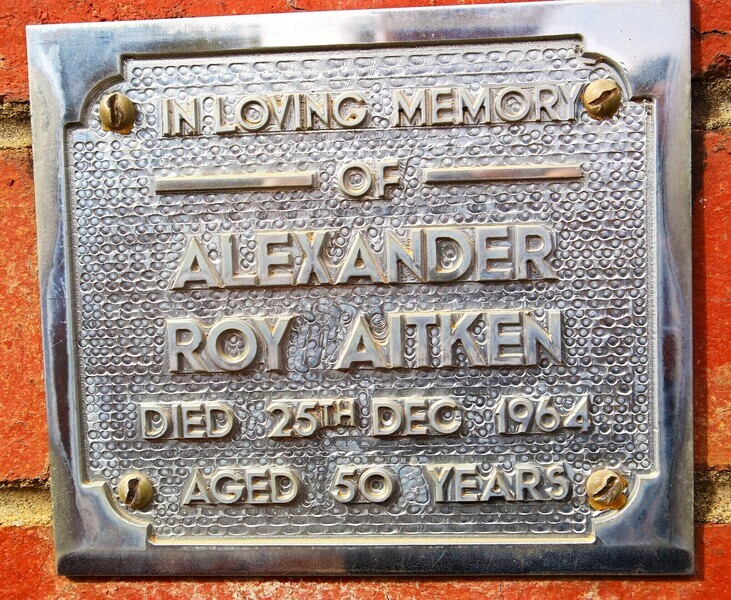 IN LOVING MEMORY
OF
ALEXANDER
ROY AITKEN
DIED 25TH DEC 1964
AGED 50 YEARS